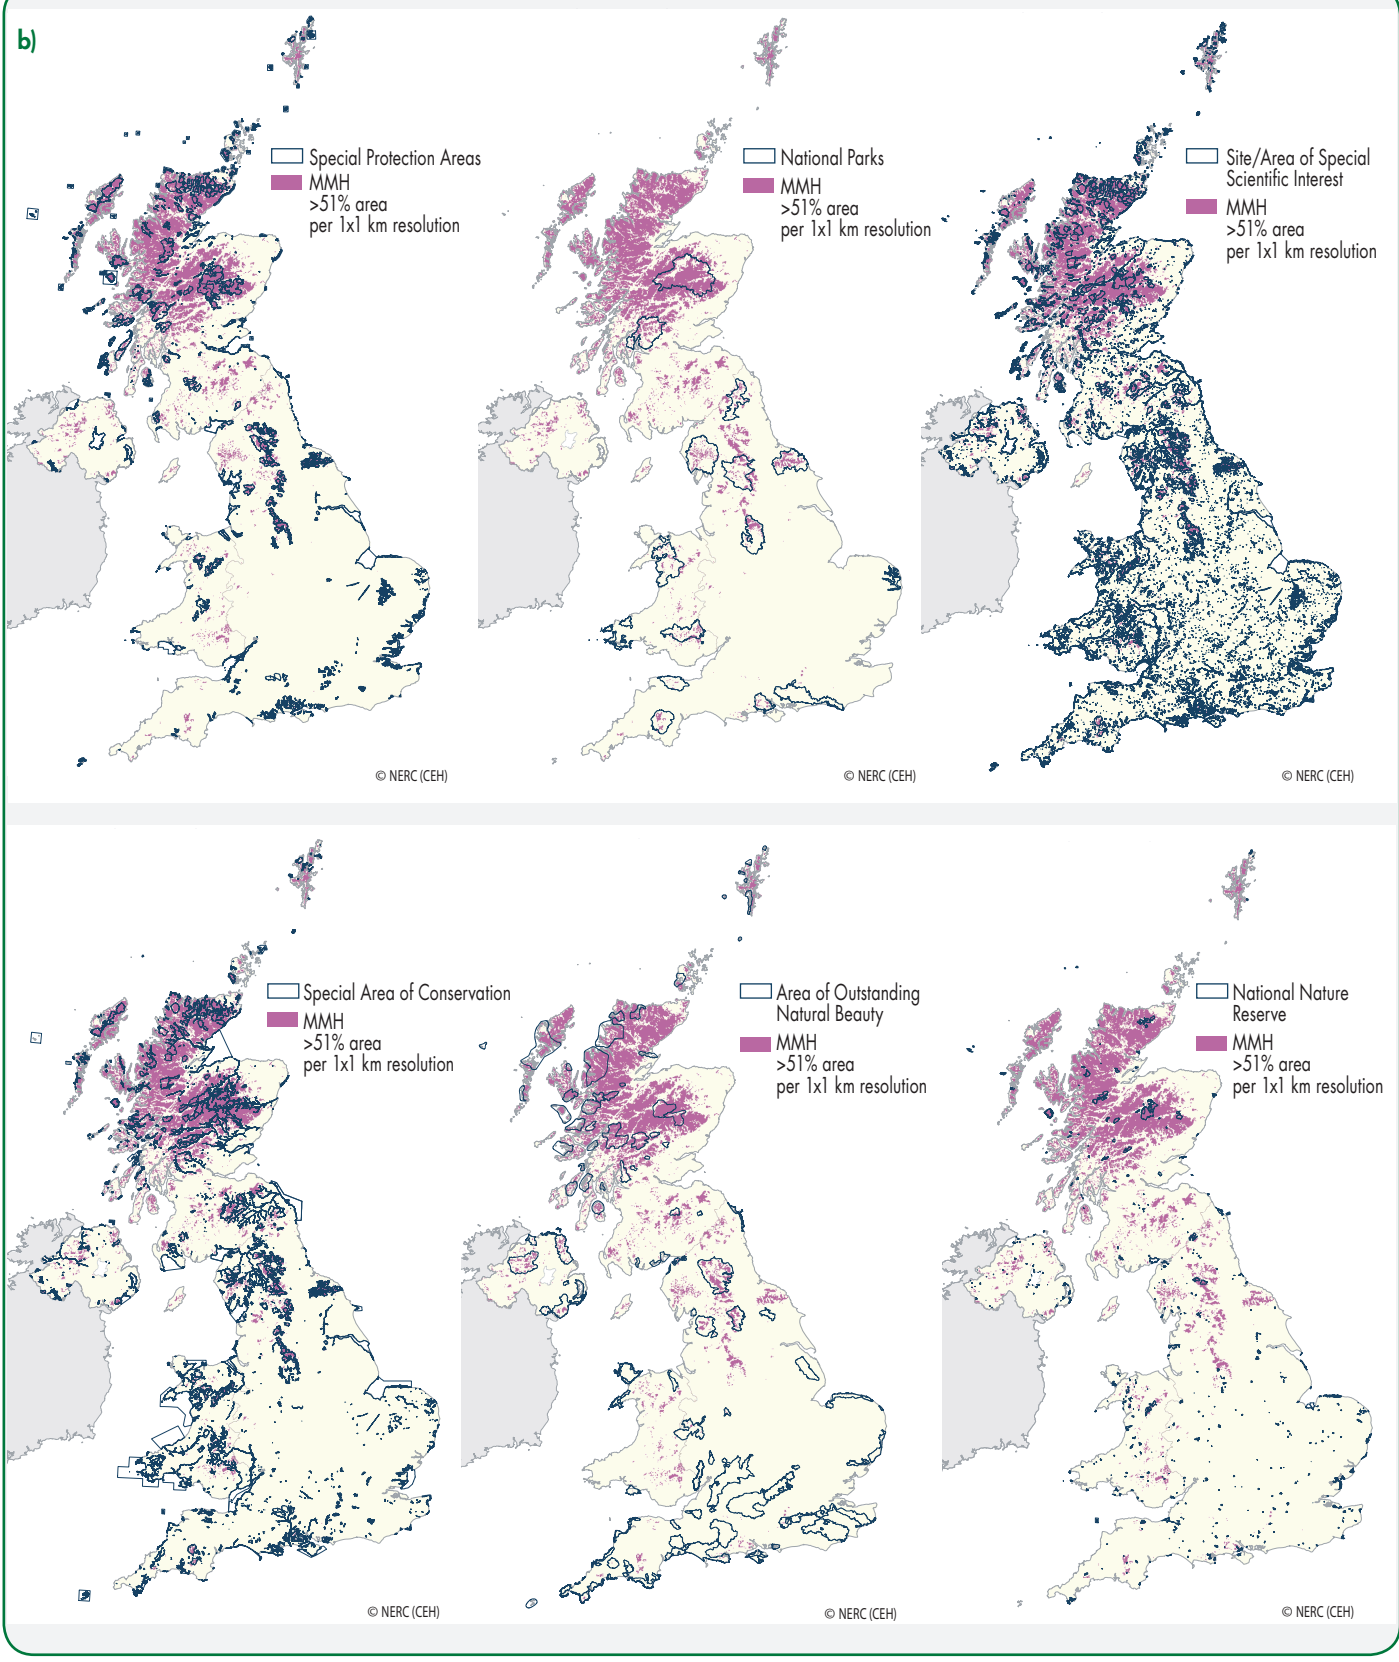 b)
Special Protection Areas
MMH
>51% area
per 1x1 km resolution
© NERC (CEH)
National Parks
MMH
>51% area
per 1x1 km resolution
© NERC (CEH)
Site/Area of Special
Scientific Interest
MMH
>51% area
per 1x1 km resolution
© NERC (CEH)
Special Area of Conservation
MMH
>51% area
per 1x1 km resolution
© NERC (CEH)
Area of Outstanding
Natural Beauty
MMH
>51% area
per 1x1 km resolution
© NERC (CEH)
National Nature
Reserve
MMH
>51% area
per 1x1 km resolution
© NERC (CEH)